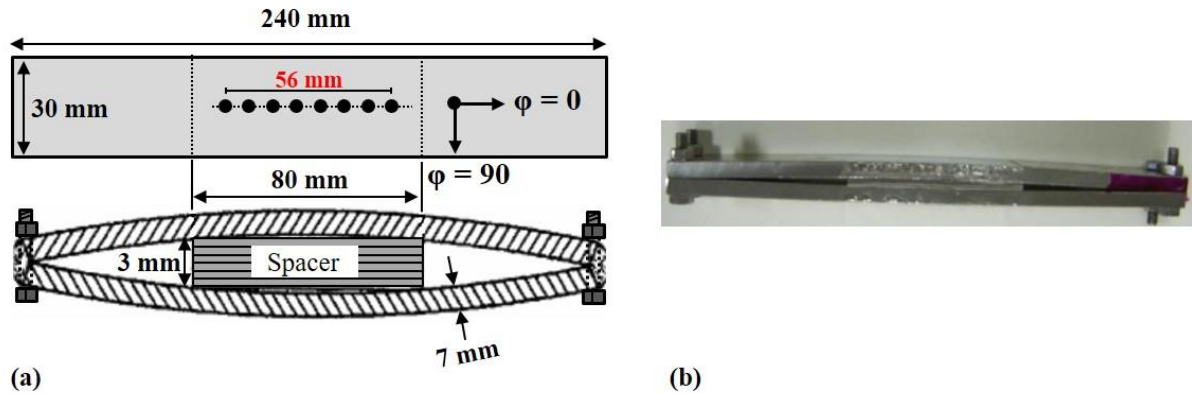 240 mm
56 mm
30 mm
φ = 0
80 mm
φ = 90
3 mm
Spacer
7 mm
(a)
(b)